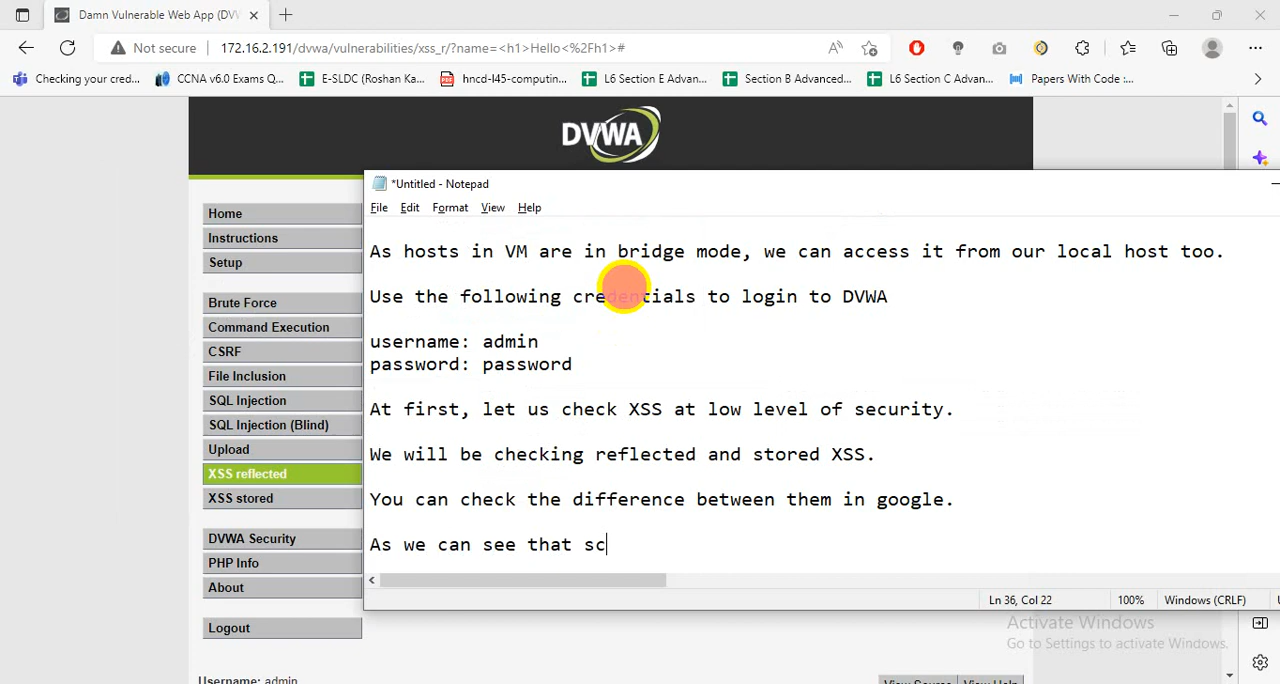 Damn Vulnerable Web App (DV
Not secure 172.16.2.191/dvwa/vulnerabilities/xss_r/?name=<h1>Hello<%2Fh1>#
Checking your cred... CCNA v6.0 Exams Q... E-SLDC (Roshan Ka... hncd-l45-computin... L6 Section E Advan... Section B Advanced... L6 Section C Advan... Papers With Code :...
DVWA
*Untitled - Notepad
File Edit Format View Help
Home
Instructions
Setup
Brute Force
Command Execution
CSRF
File Inclusion
SQL Injection
SQL Injection (Blind)
Upload
XSS reflected
XSS stored
DVWA Security
PHP Info
About
Logout
As hosts in VM are in bridge mode, we can access it from our local host too.
Use the following credentials to login to DVWA
username: admin
password: password
At first, let us check XSS at low level of security.
We will be checking reflected and stored XSS.
You can check the difference between them in google.
As we can see that sc
Ln 36, Col 22 100% Windows (CRLF)
Activate Windows
Go to Settings to activate Windows.
Username: admin
View Source View Help